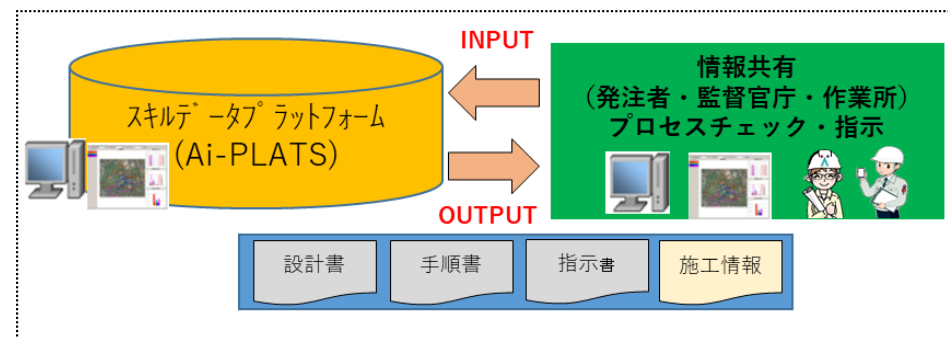 INPUT
情報共有
(発注者・監督官庁・作業所)
プロセスチェック・指示
ｽｷﾙﾃﾞｰﾀﾌﾟﾗｯﾄﾌｫｰﾑ
(Ai-PLATS)
OUTPUT
設計書
手順書
指示書
施工情報